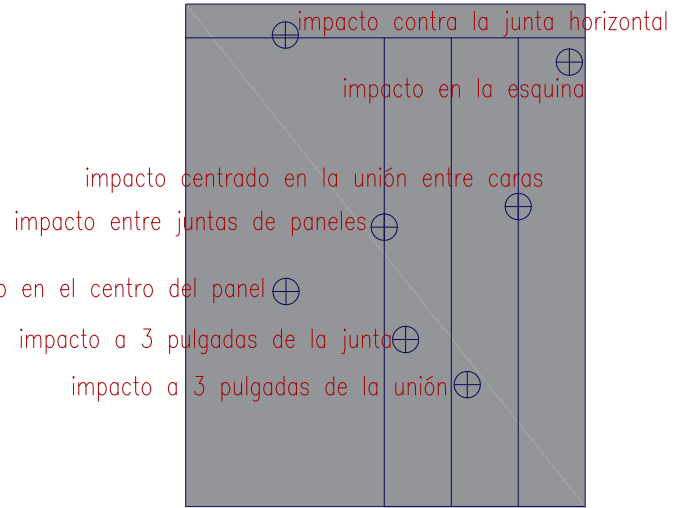 impacto contra la junta horizontal
impacto en la esquina
impacto centrado en la unión entre caras
impacto entre juntas de paneles
en el centro del panel
impacto a 3 pulgadas de la junta
impacto a 3 pulgadas de la unión